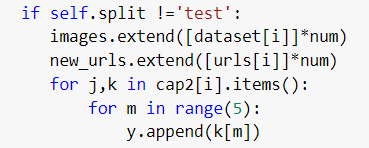 if self.split !='test':
    images.extend([dataset[i]]*num)
    new_urls.extend([urls[i]]*num)
    for j,k in cap2[i].items():
        for m in range(5):
            y.append(k[m])